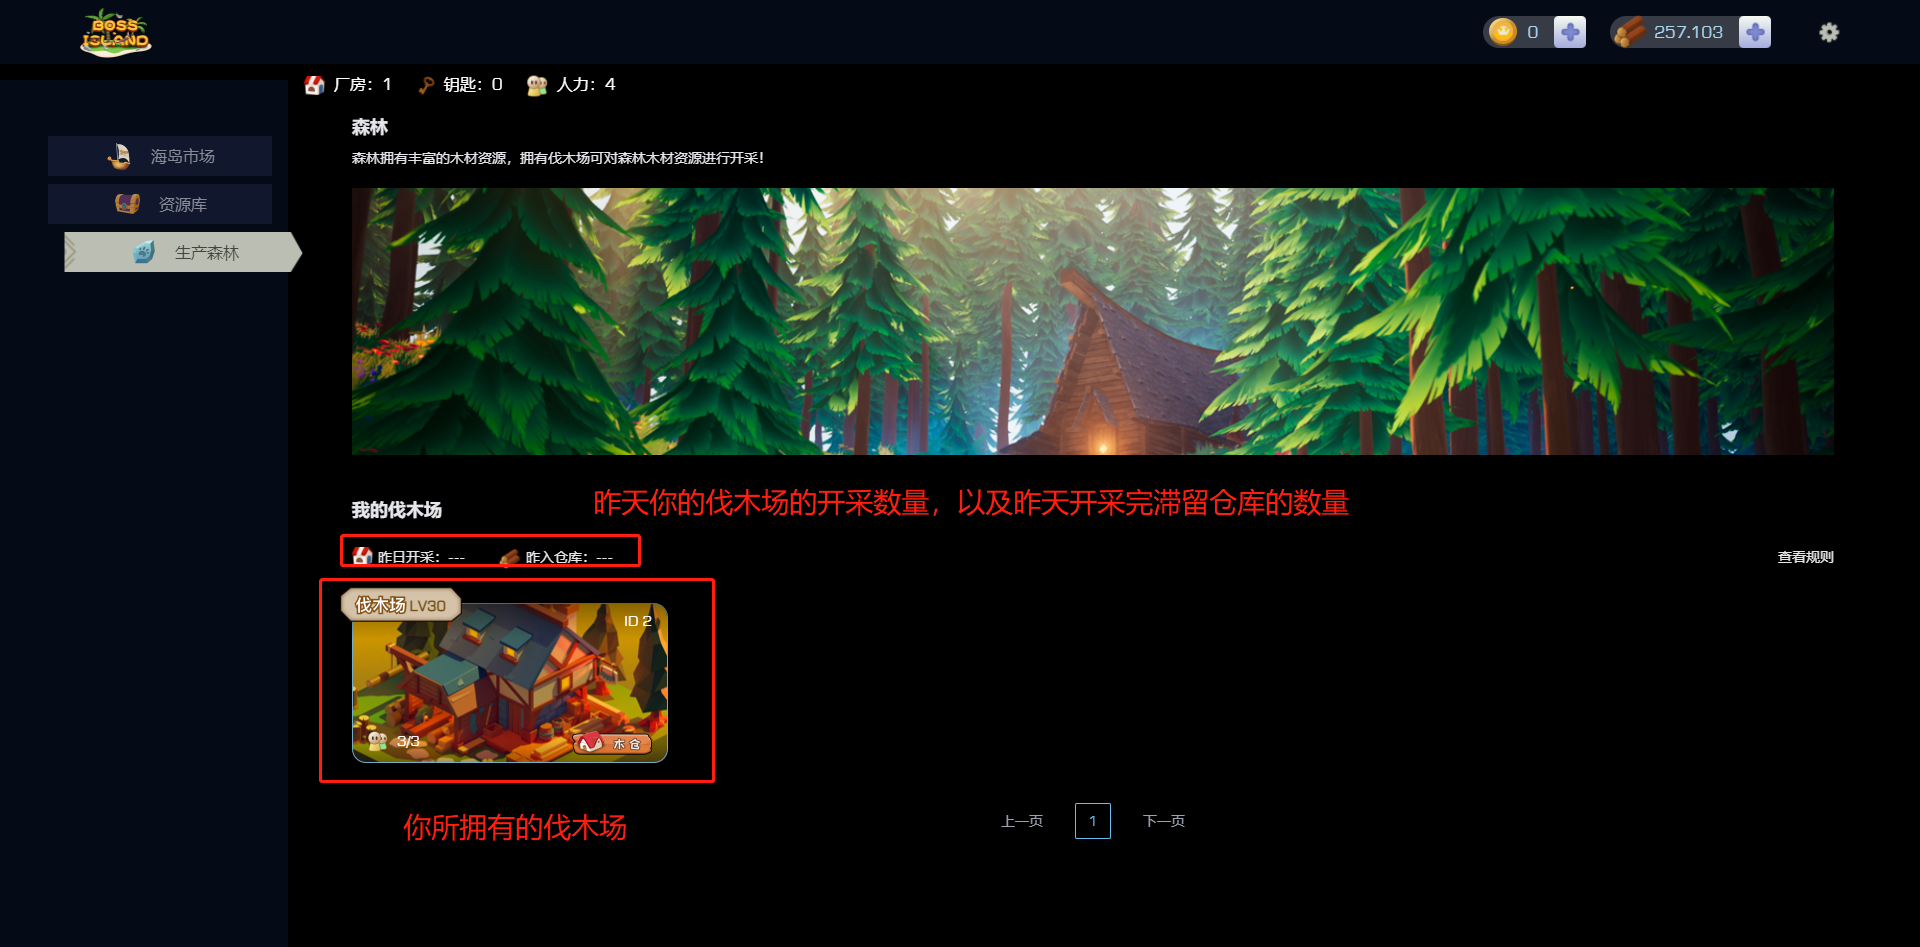 BOSS
ISLAND
0
257.103
厂房：1
钥匙：0
人力：4
海岛市场
资源库
生产森林
森林
森林拥有丰富的木材资源，拥有伐木场可对森林木材资源进行开采！
我的伐木场
昨天你的伐木场的开采数量，以及昨天开采完滞留仓库的数量
昨日开采：---
昨入仓库：---
查看规则
伐木场 LV30
ID 2
3/3
木仓
你所拥有的伐木场
上一页
1
下一页